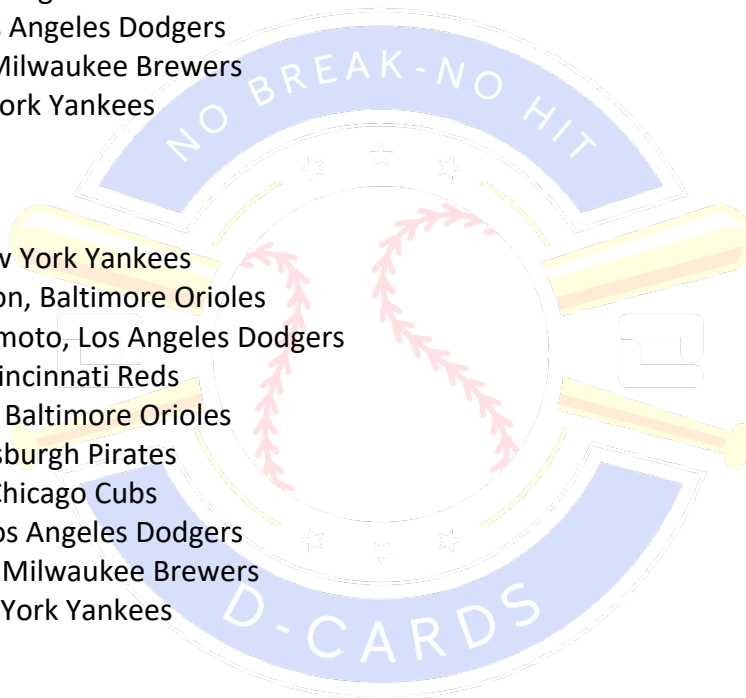 Angeles Dodgers
Milwaukee Brewers
ork Yankees
NO BREAK-NO HIT
w York Yankees
on, Baltimore Orioles
moto, Los Angeles Dodgers
incinnati Reds
Baltimore Orioles
sburgh Pirates
Chicago Cubs
os Angeles Dodgers
Milwaukee Brewers
York Yankees
D-CARDS